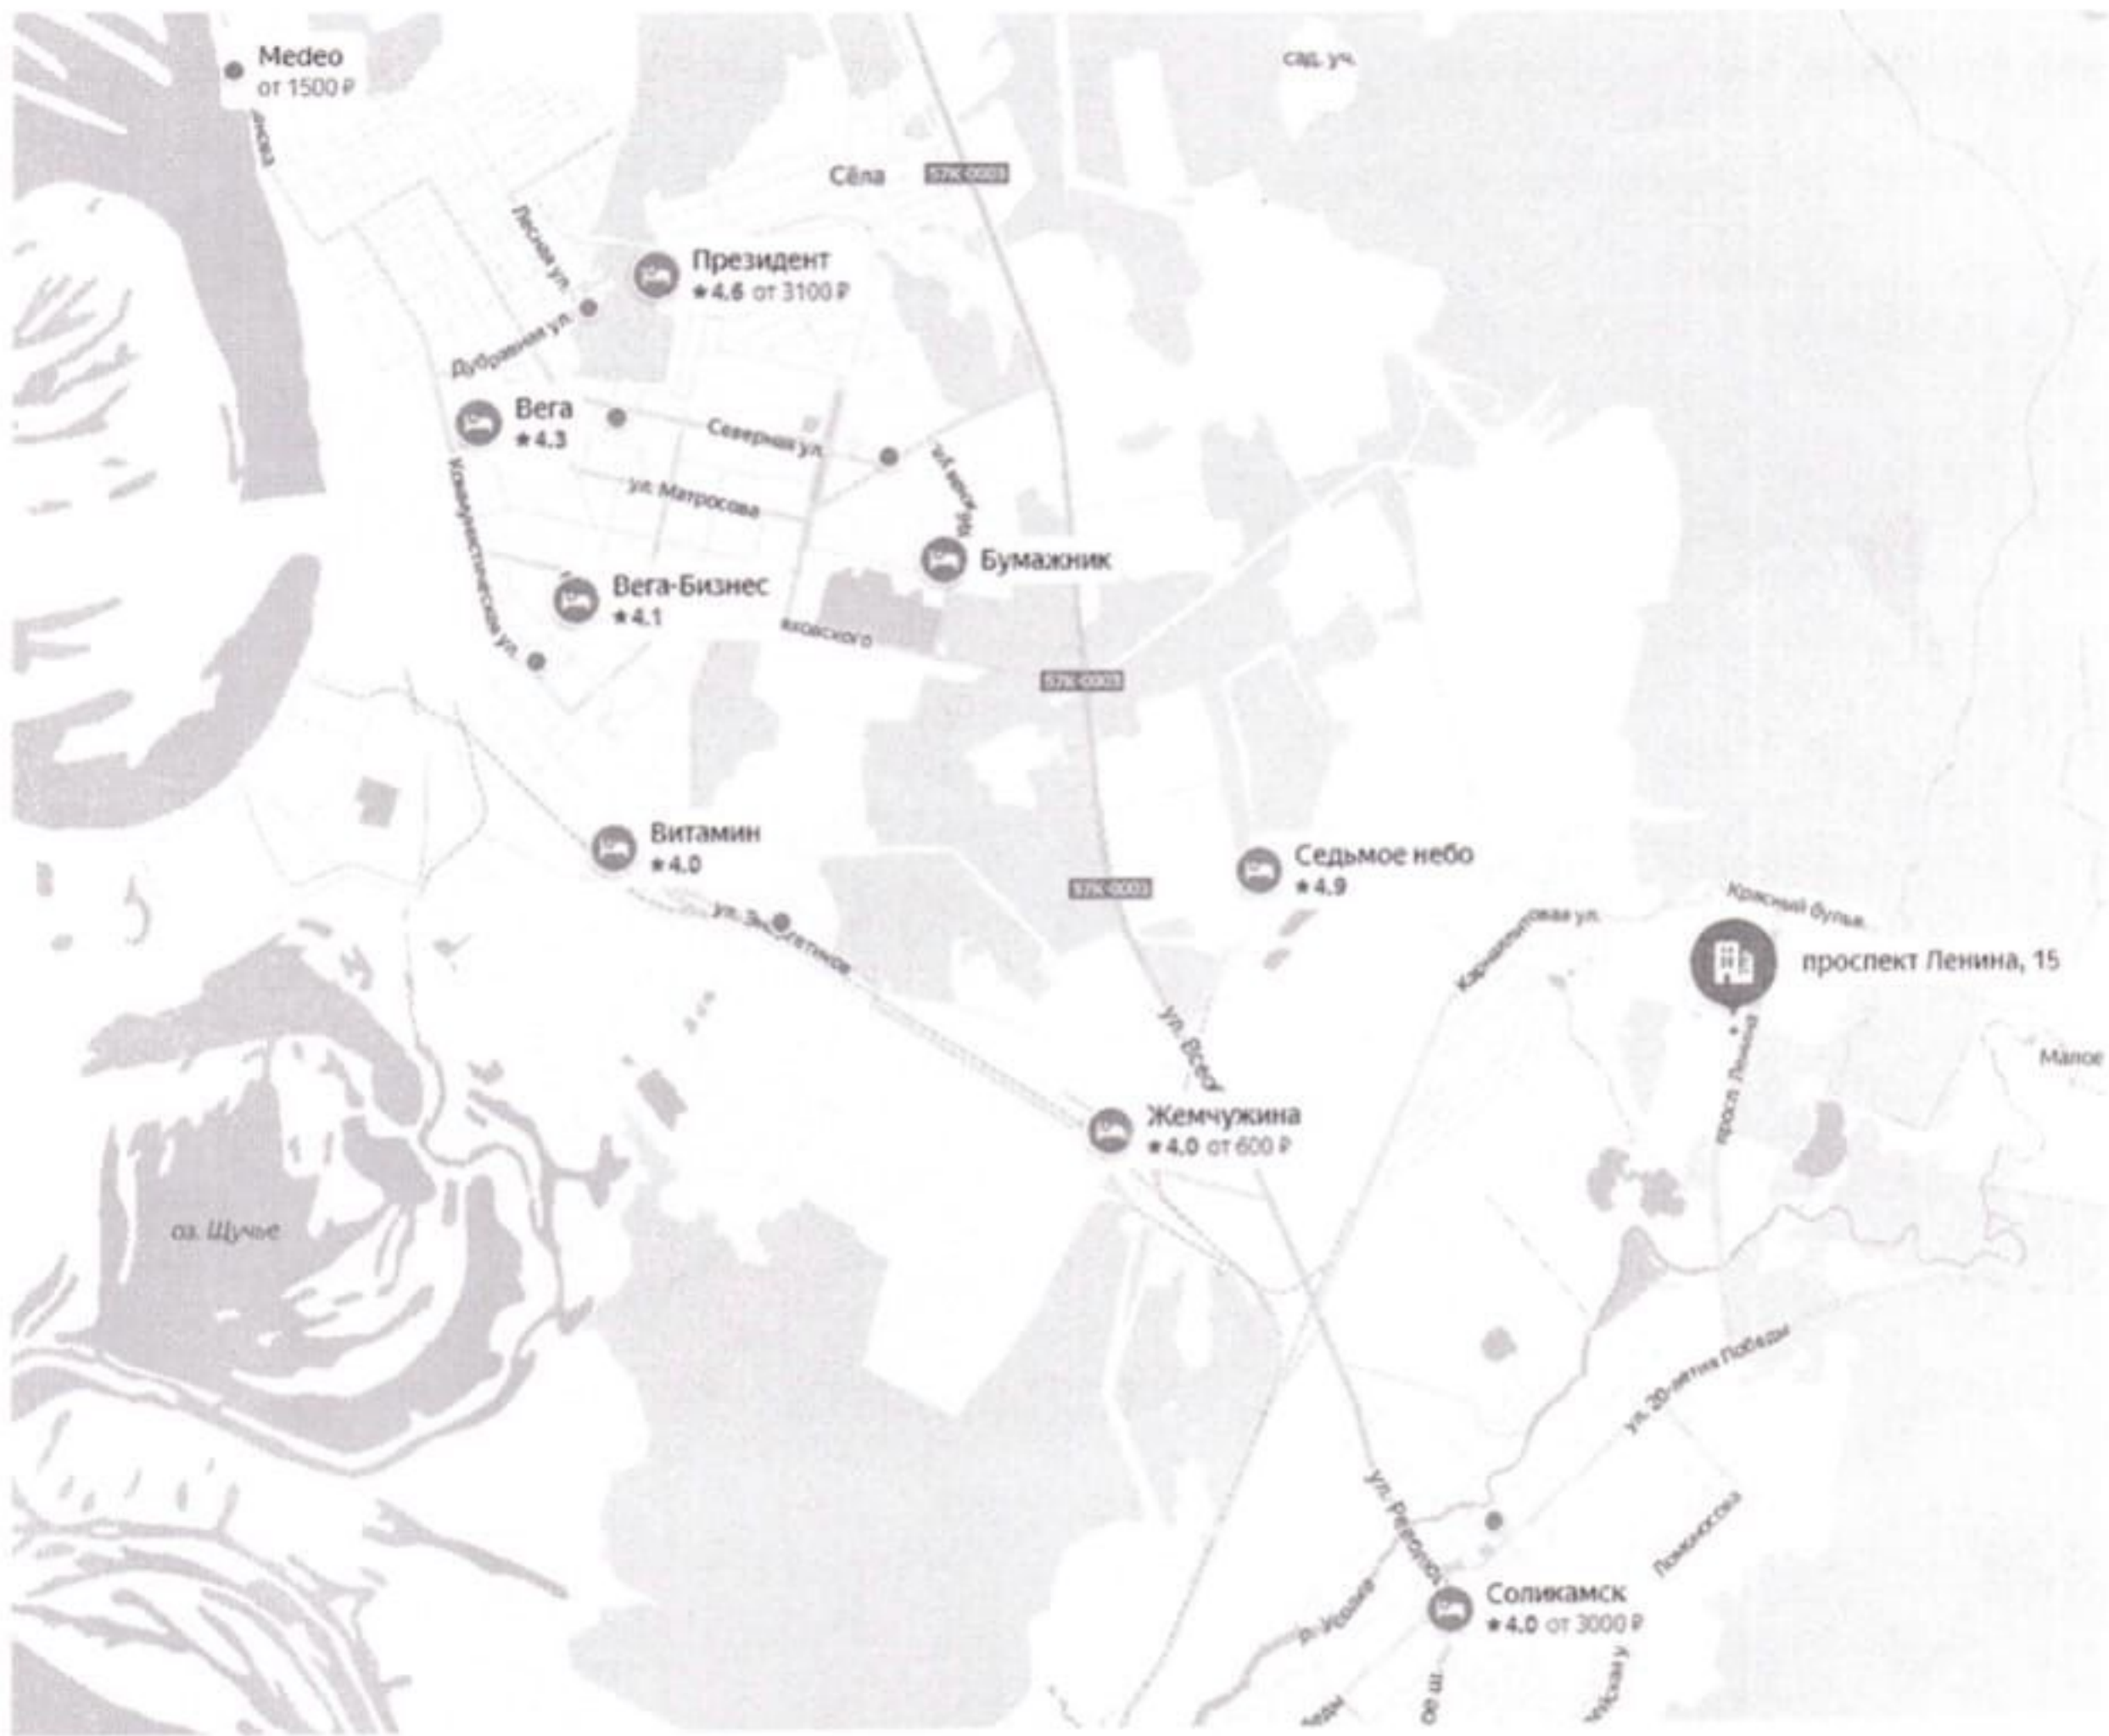 Medeo
от 1500 ₽
сад. уч.
Сёла
57К-0003
Лесная ул.
Президент
★4.6 от 3100 ₽
Дубравная ул.
Вега
★4.3
Северная ул.
ул. Матросова
Коммунистическая ул.
Бумажник
Вега-Бизнес
★4.1
57К-0003
Витамин
★4.0
Седьмое небо
★4.9
57К-0003
Красный бульв.
Карналлитовая ул.
проспект Ленина, 15
просп. Ленина
Малое
Жемчужина
★4.0 от 600 ₽
оз. Щучье
ул. 20-летия Победы
Ломоносова
р. Усолка
Соликамск
★4.0 от 3000 ₽